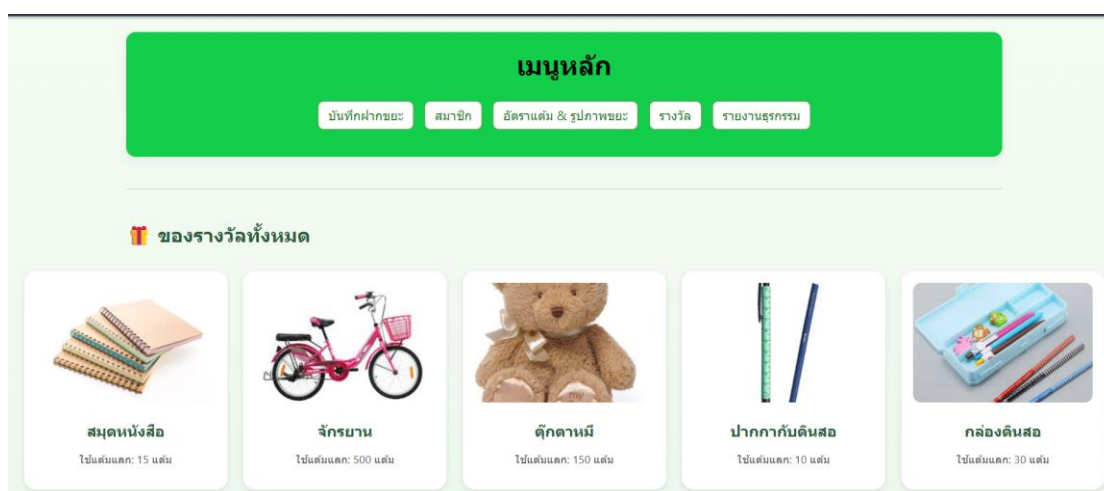 เมนูหลัก
บันทึกฝากขยะ
สมาชิก
อัตราแต้ม & รูปภาพขยะ
รางวัล
รายงานธุรกรรม
ของรางวัลทั้งหมด
my
สมุดหนังสือ
จักรยาน
ตุ๊กตาหมี
ปากกากับดินสอ
กล่องดินสอ
ใช้แต้มแลก: 15 แต้ม
ใช้แต้มแลก: 500 แต้ม
ใช้แต้มแลก: 150 แต้ม
ใช้แต้มแลก: 10 แต้ม
ใช้แต้มแลก: 30 แต้ม